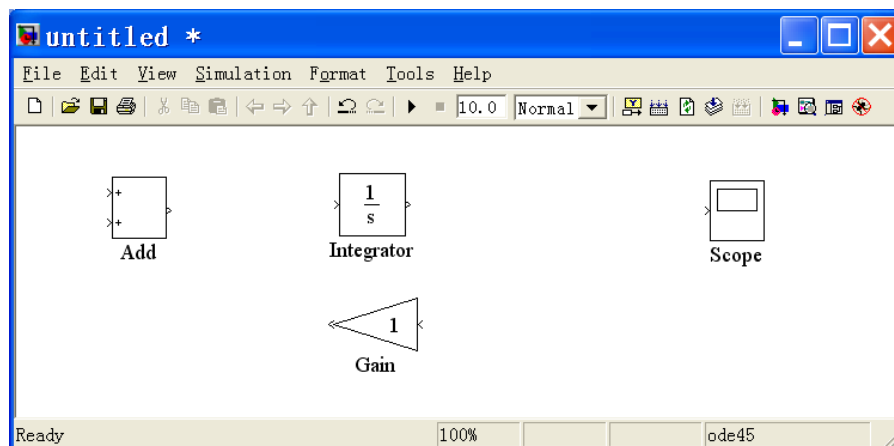 untitled *
File Edit View Simulation Format Tools Help
10.0 Normal
+
+
Add
1
s
Integrator
Scope
1
Gain
Ready 100% ode45